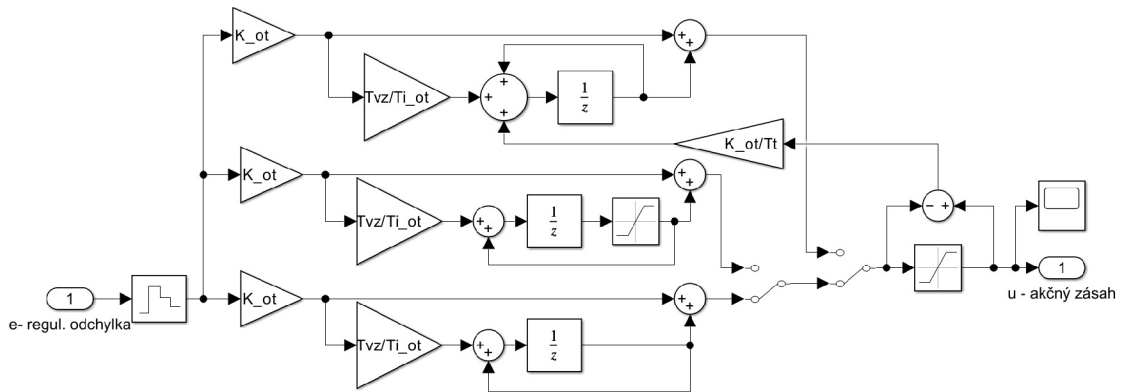 K_ot
+
+
Tvz/Ti_ot
+
+
+
1
z
K_ot/Tt
K_ot
+
+
Tvz/Ti_ot
+
+
1
z
- +
1
e- regul. odchylka
K_ot
+
+
Tvz/Ti_ot
+
+
1
z
1
u - akčný zásah